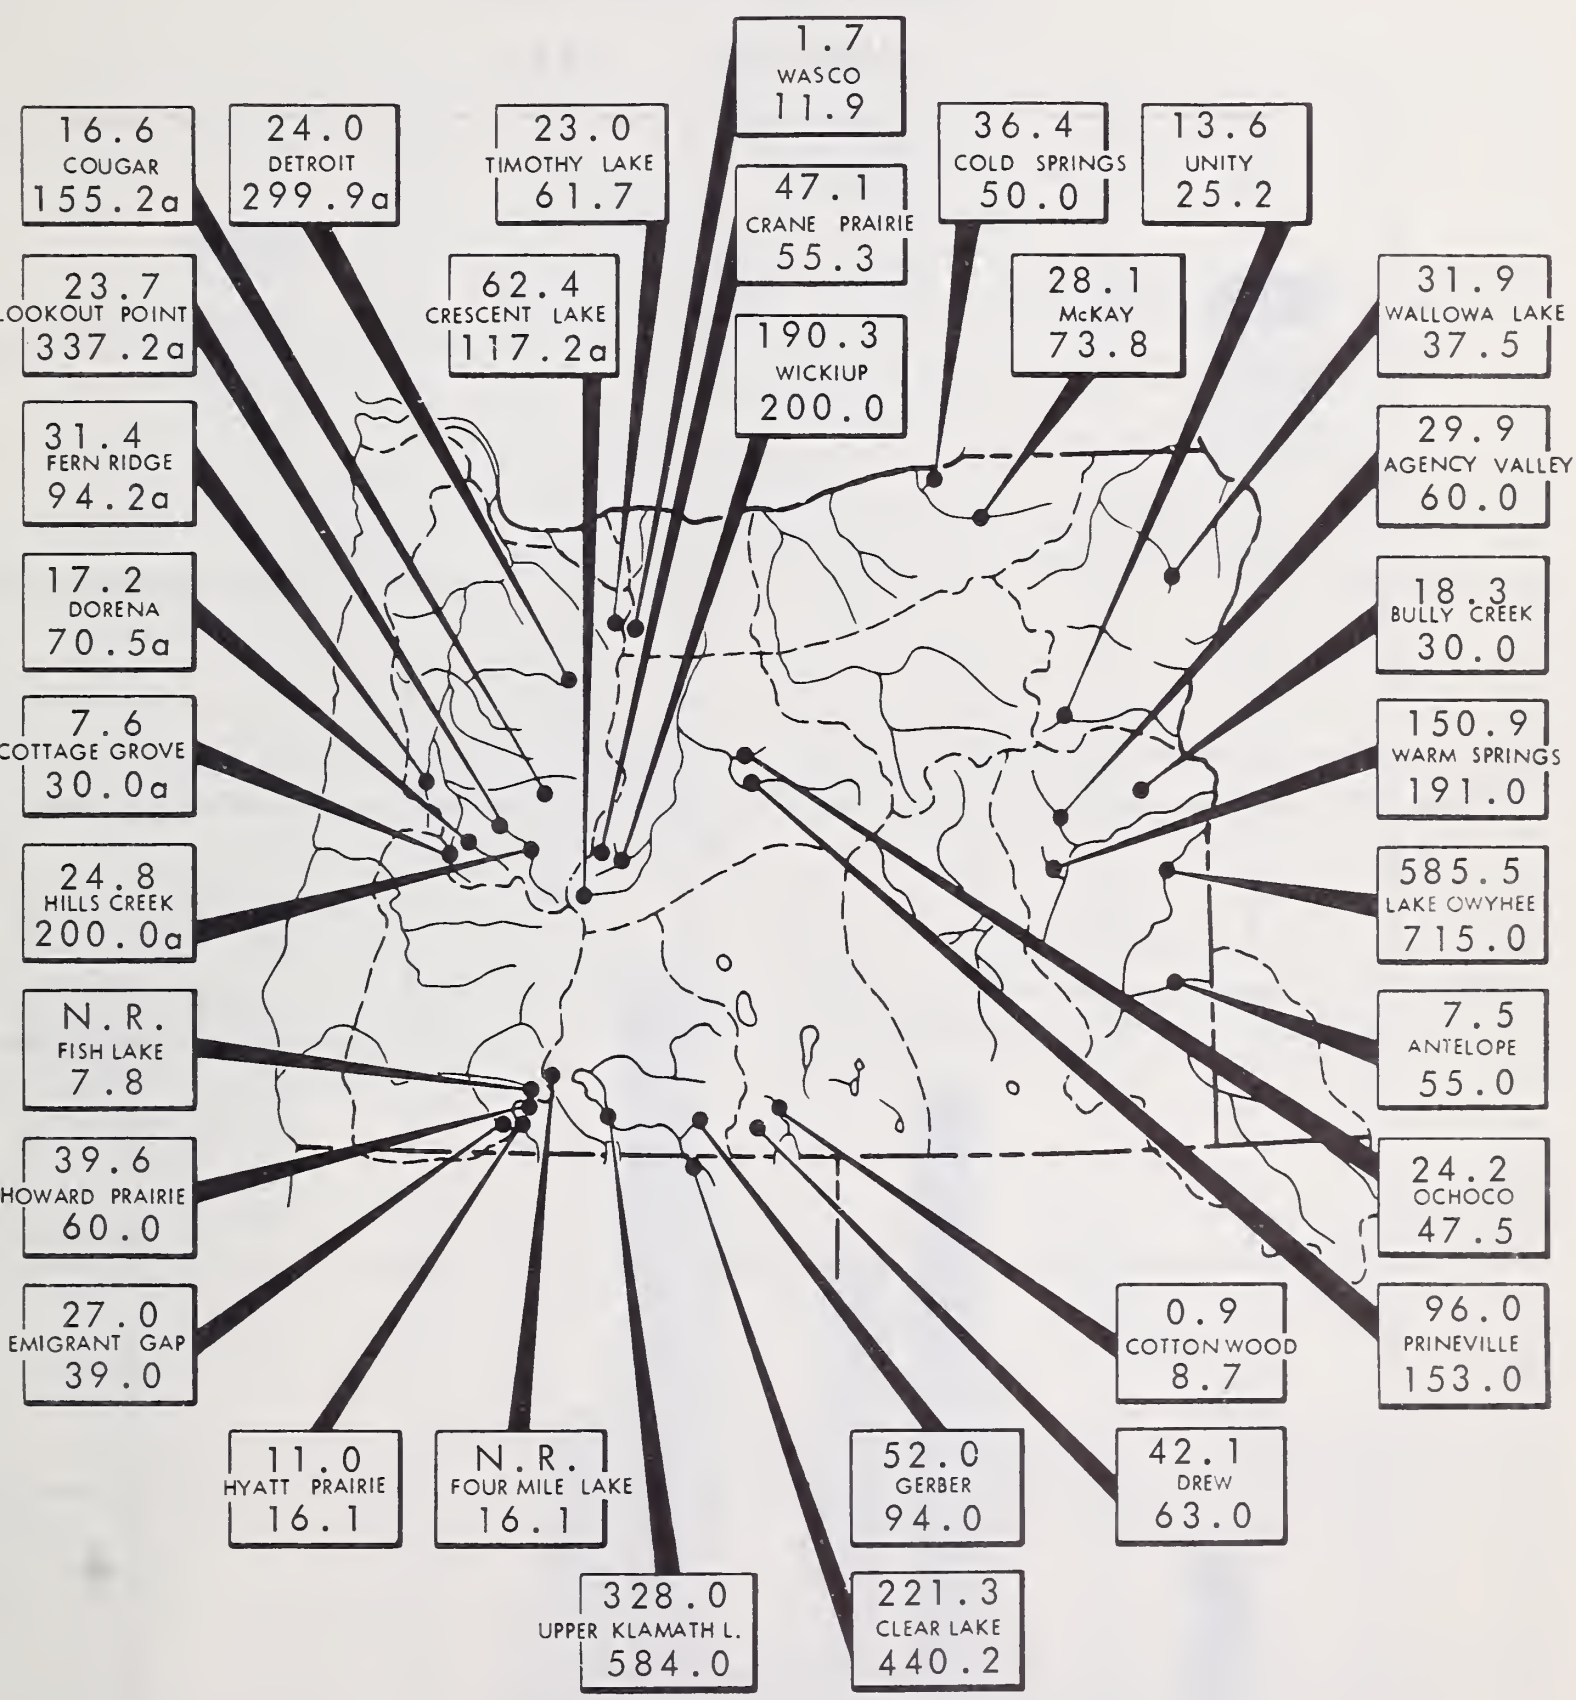 1.7
WASCO
11.9
16.6
COUGAR
155.2a
24.0
DETROIT
299.9a
23.0
TIMOTHY LAKE
61.7
36.4
COLD SPRINGS
50.0
13.6
UNITY
25.2
47.1
CRANE PRAIRIE
55.3
23.7
LOOKOUT POINT
337.2a
62.4
CRESCENT LAKE
117.2a
28.1
McKAY
73.8
31.9
WALLOWA LAKE
37.5
190.3
WICKIUP
200.0
31.4
FERN RIDGE
94.2a
29.9
AGENCY VALLEY
60.0
17.2
DORENA
70.5a
18.3
BULLY CREEK
30.0
7.6
COTTAGE GROVE
30.0a
150.9
WARM SPRINGS
191.0
24.8
HILLS CREEK
200.0a
585.5
LAKE OWYHEE
715.0
N.R.
FISH LAKE
7.8
7.5
ANTELOPE
55.0
39.6
HOWARD PRAIRIE
60.0
24.2
OCHOCO
47.5
27.0
EMIGRANT GAP
39.0
0.9
COTTONWOOD
8.7
96.0
PRINEVILLE
153.0
11.0
HYATT PRAIRIE
16.1
N.R.
FOUR MILE LAKE
16.1
52.0
GERBER
94.0
42.1
DREW
63.0
328.0
UPPER KLAMATH L.
584.0
221.3
CLEAR LAKE
440.2